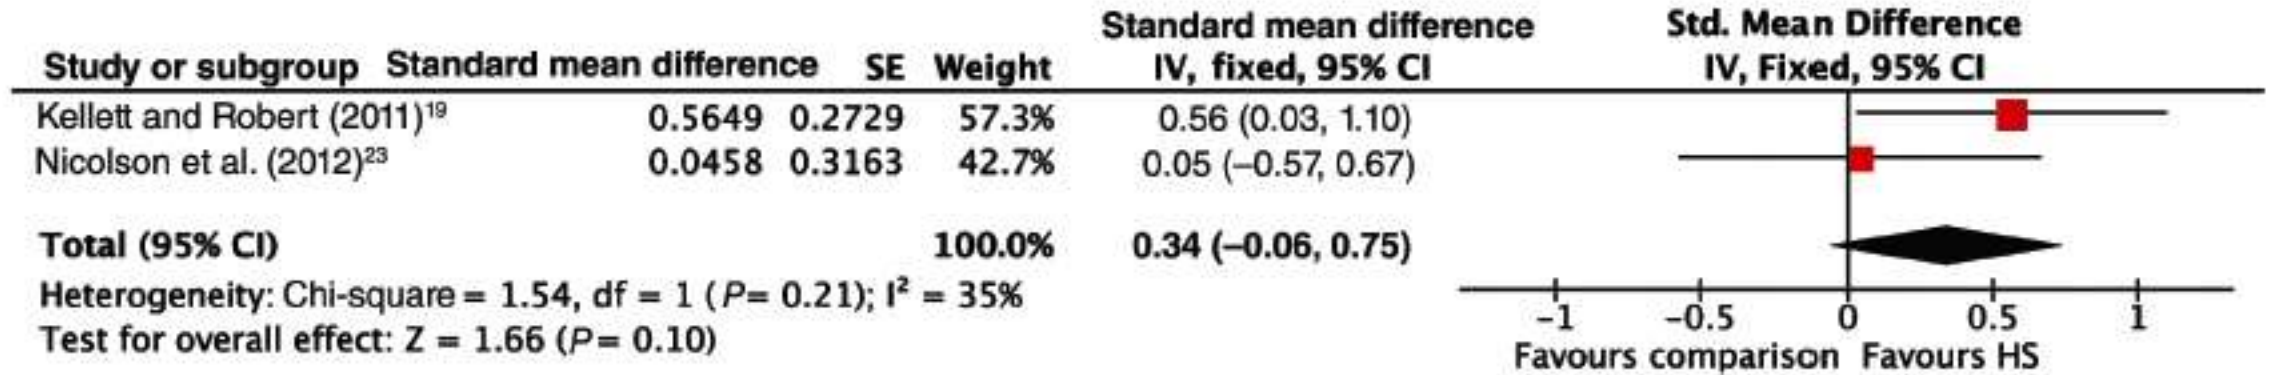 Standard mean difference Std. Mean Difference
Study or subgroup Standard mean difference SE Weight IV, fixed, 95% CI IV, Fixed, 95% CI
Kellett and Robert (2011)¹⁹ 0.5649 0.2729 57.3% 0.56 (0.03, 1.10)
Nicolson et al. (2012)²³ 0.0458 0.3163 42.7% 0.05 (–0.57, 0.67)
Total (95% CI) 100.0% 0.34 (–0.06, 0.75)
Heterogeneity: Chi-square = 1.54, df = 1 (P= 0.21); I² = 35%
Test for overall effect: Z = 1.66 (P= 0.10)
–1 –0.5 0 0.5 1
Favours comparison Favours HS